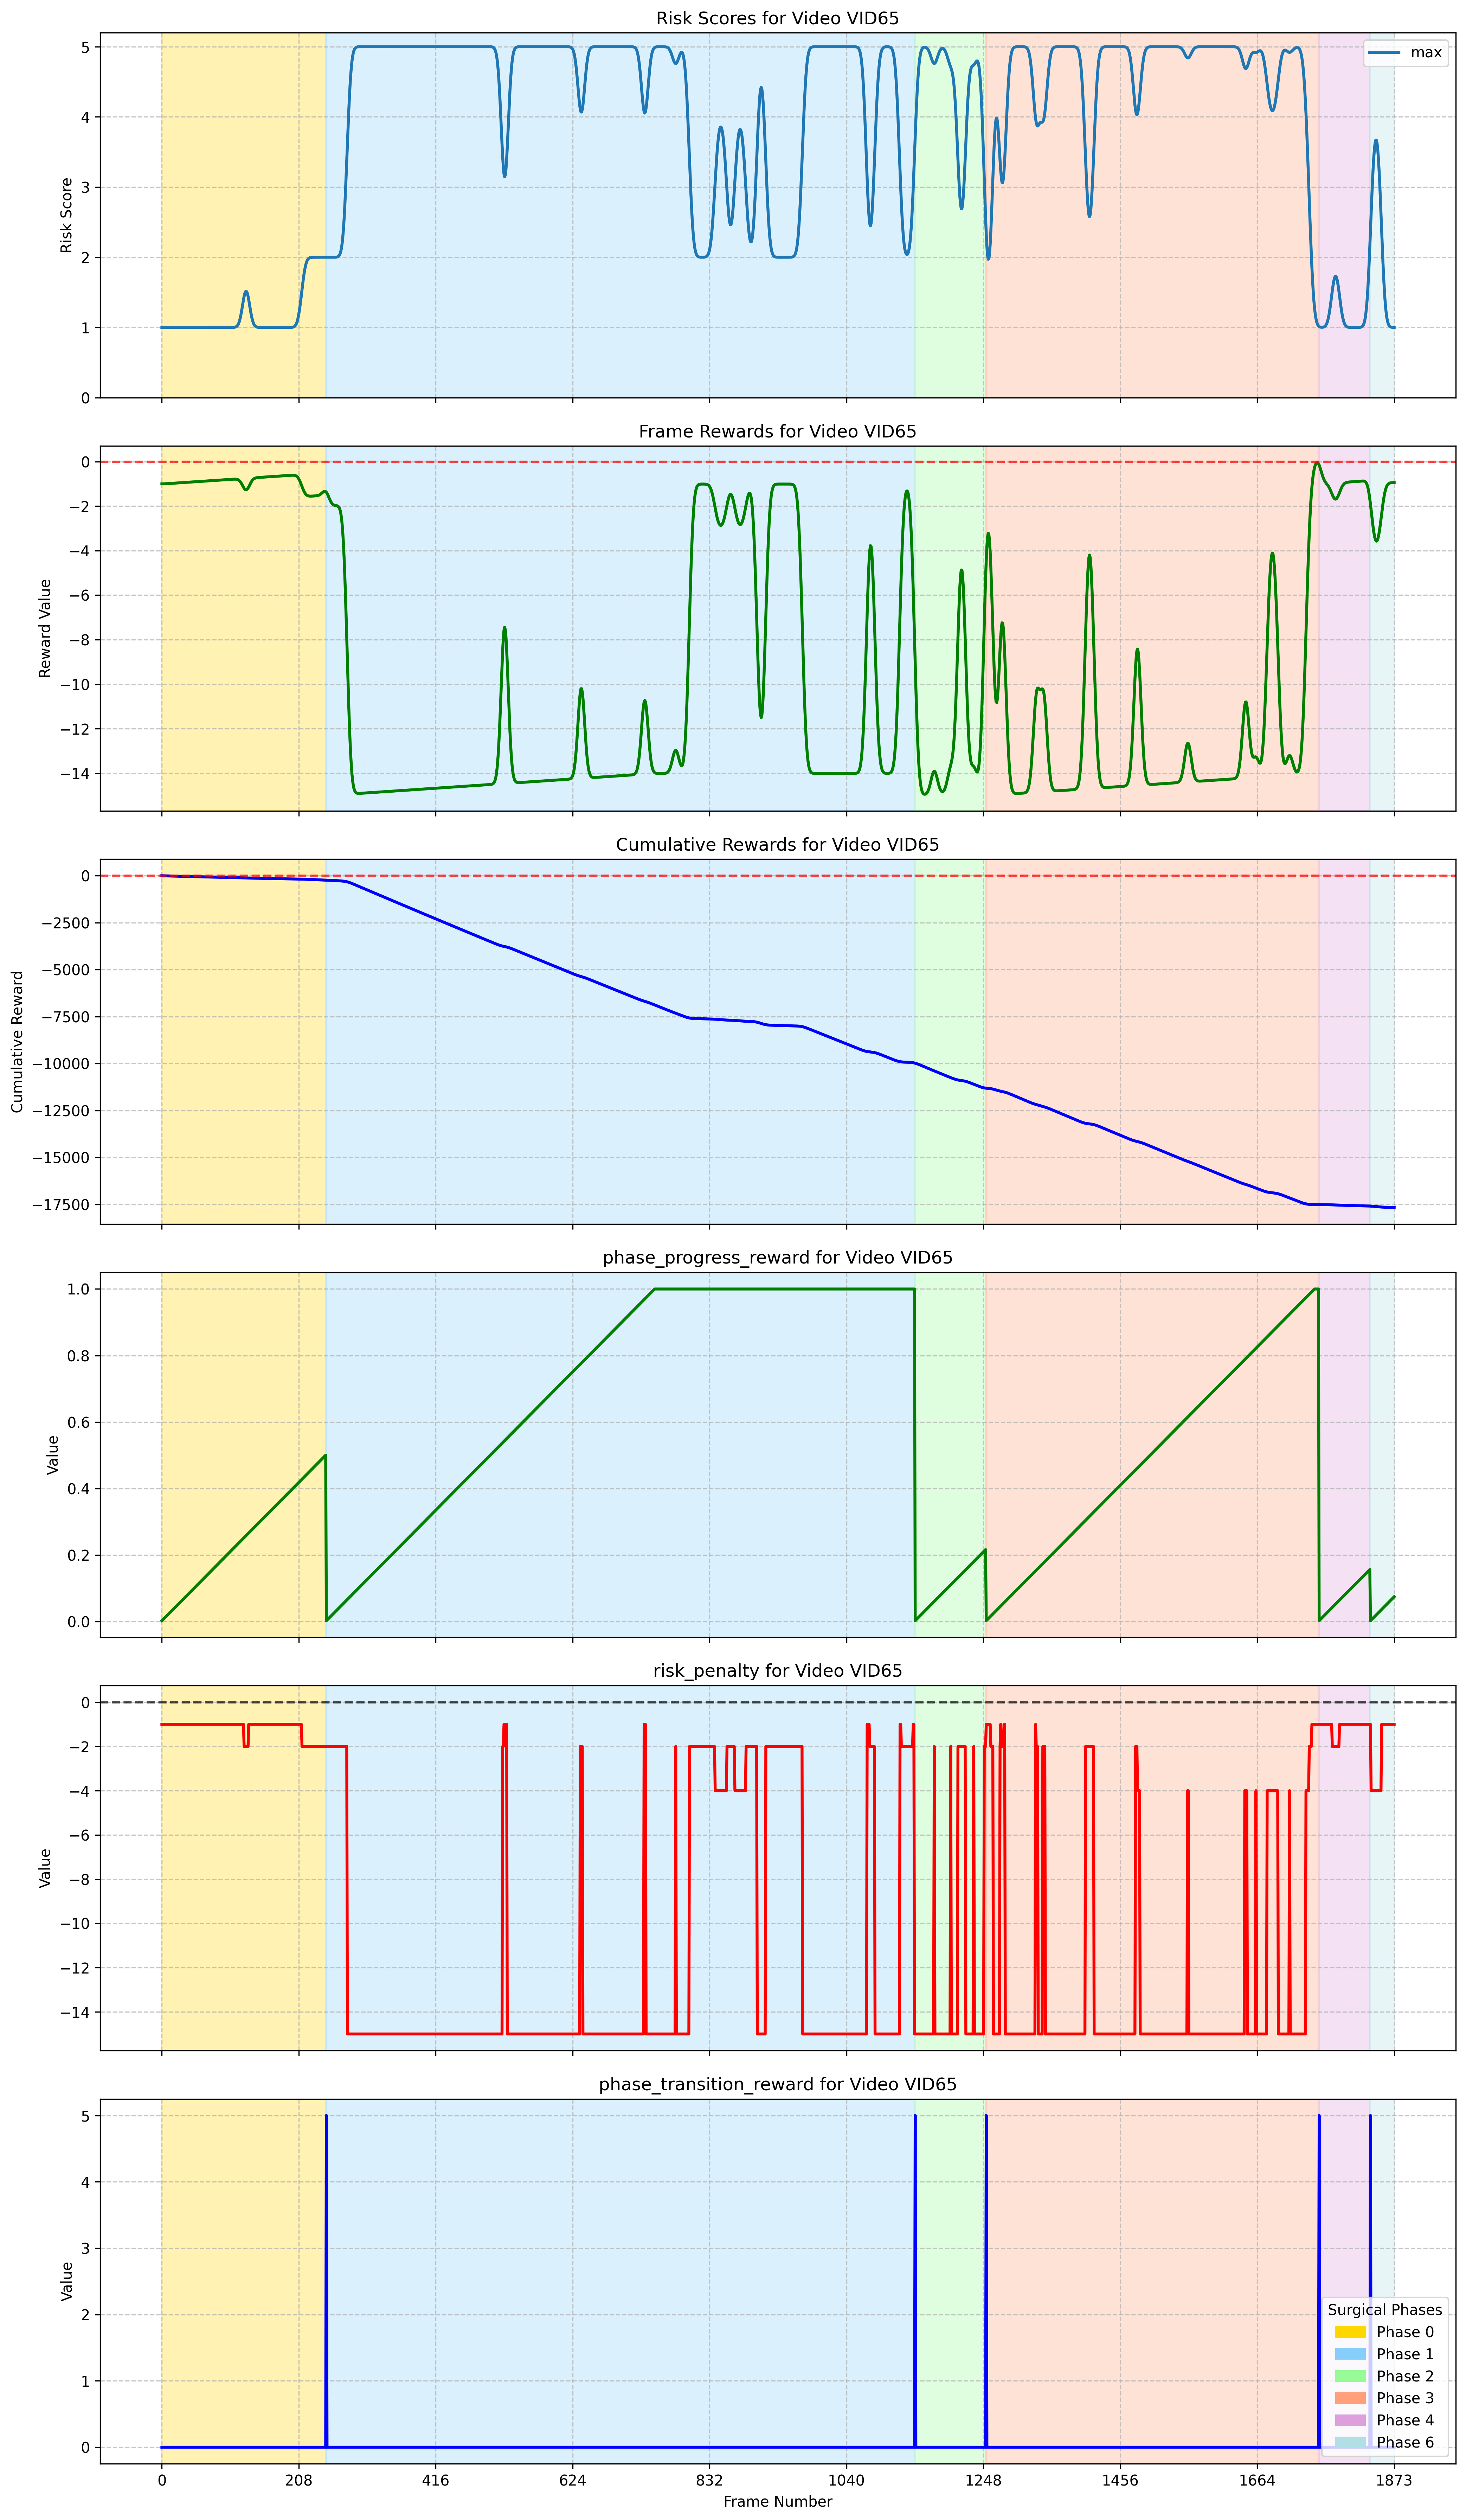 Risk Scores for Video VID65
max
5
4
3
2
1
0
Risk Score
Frame Rewards for Video VID65
0
−2
−4
−6
−8
−10
−12
−14
Reward Value
Cumulative Rewards for Video VID65
0
−2500
−5000
−7500
−10000
−12500
−15000
−17500
Cumulative Reward
phase_progress_reward for Video VID65
1.0
0.8
0.6
0.4
0.2
0.0
Value
risk_penalty for Video VID65
0
−2
−4
−6
−8
−10
−12
−14
Value
phase_transition_reward for Video VID65
5
4
3
2
1
0
Value
Surgical Phases
Phase 0
Phase 1
Phase 2
Phase 3
Phase 4
Phase 6
0 208 416 624 832 1040 1248 1456 1664 1873
Frame Number